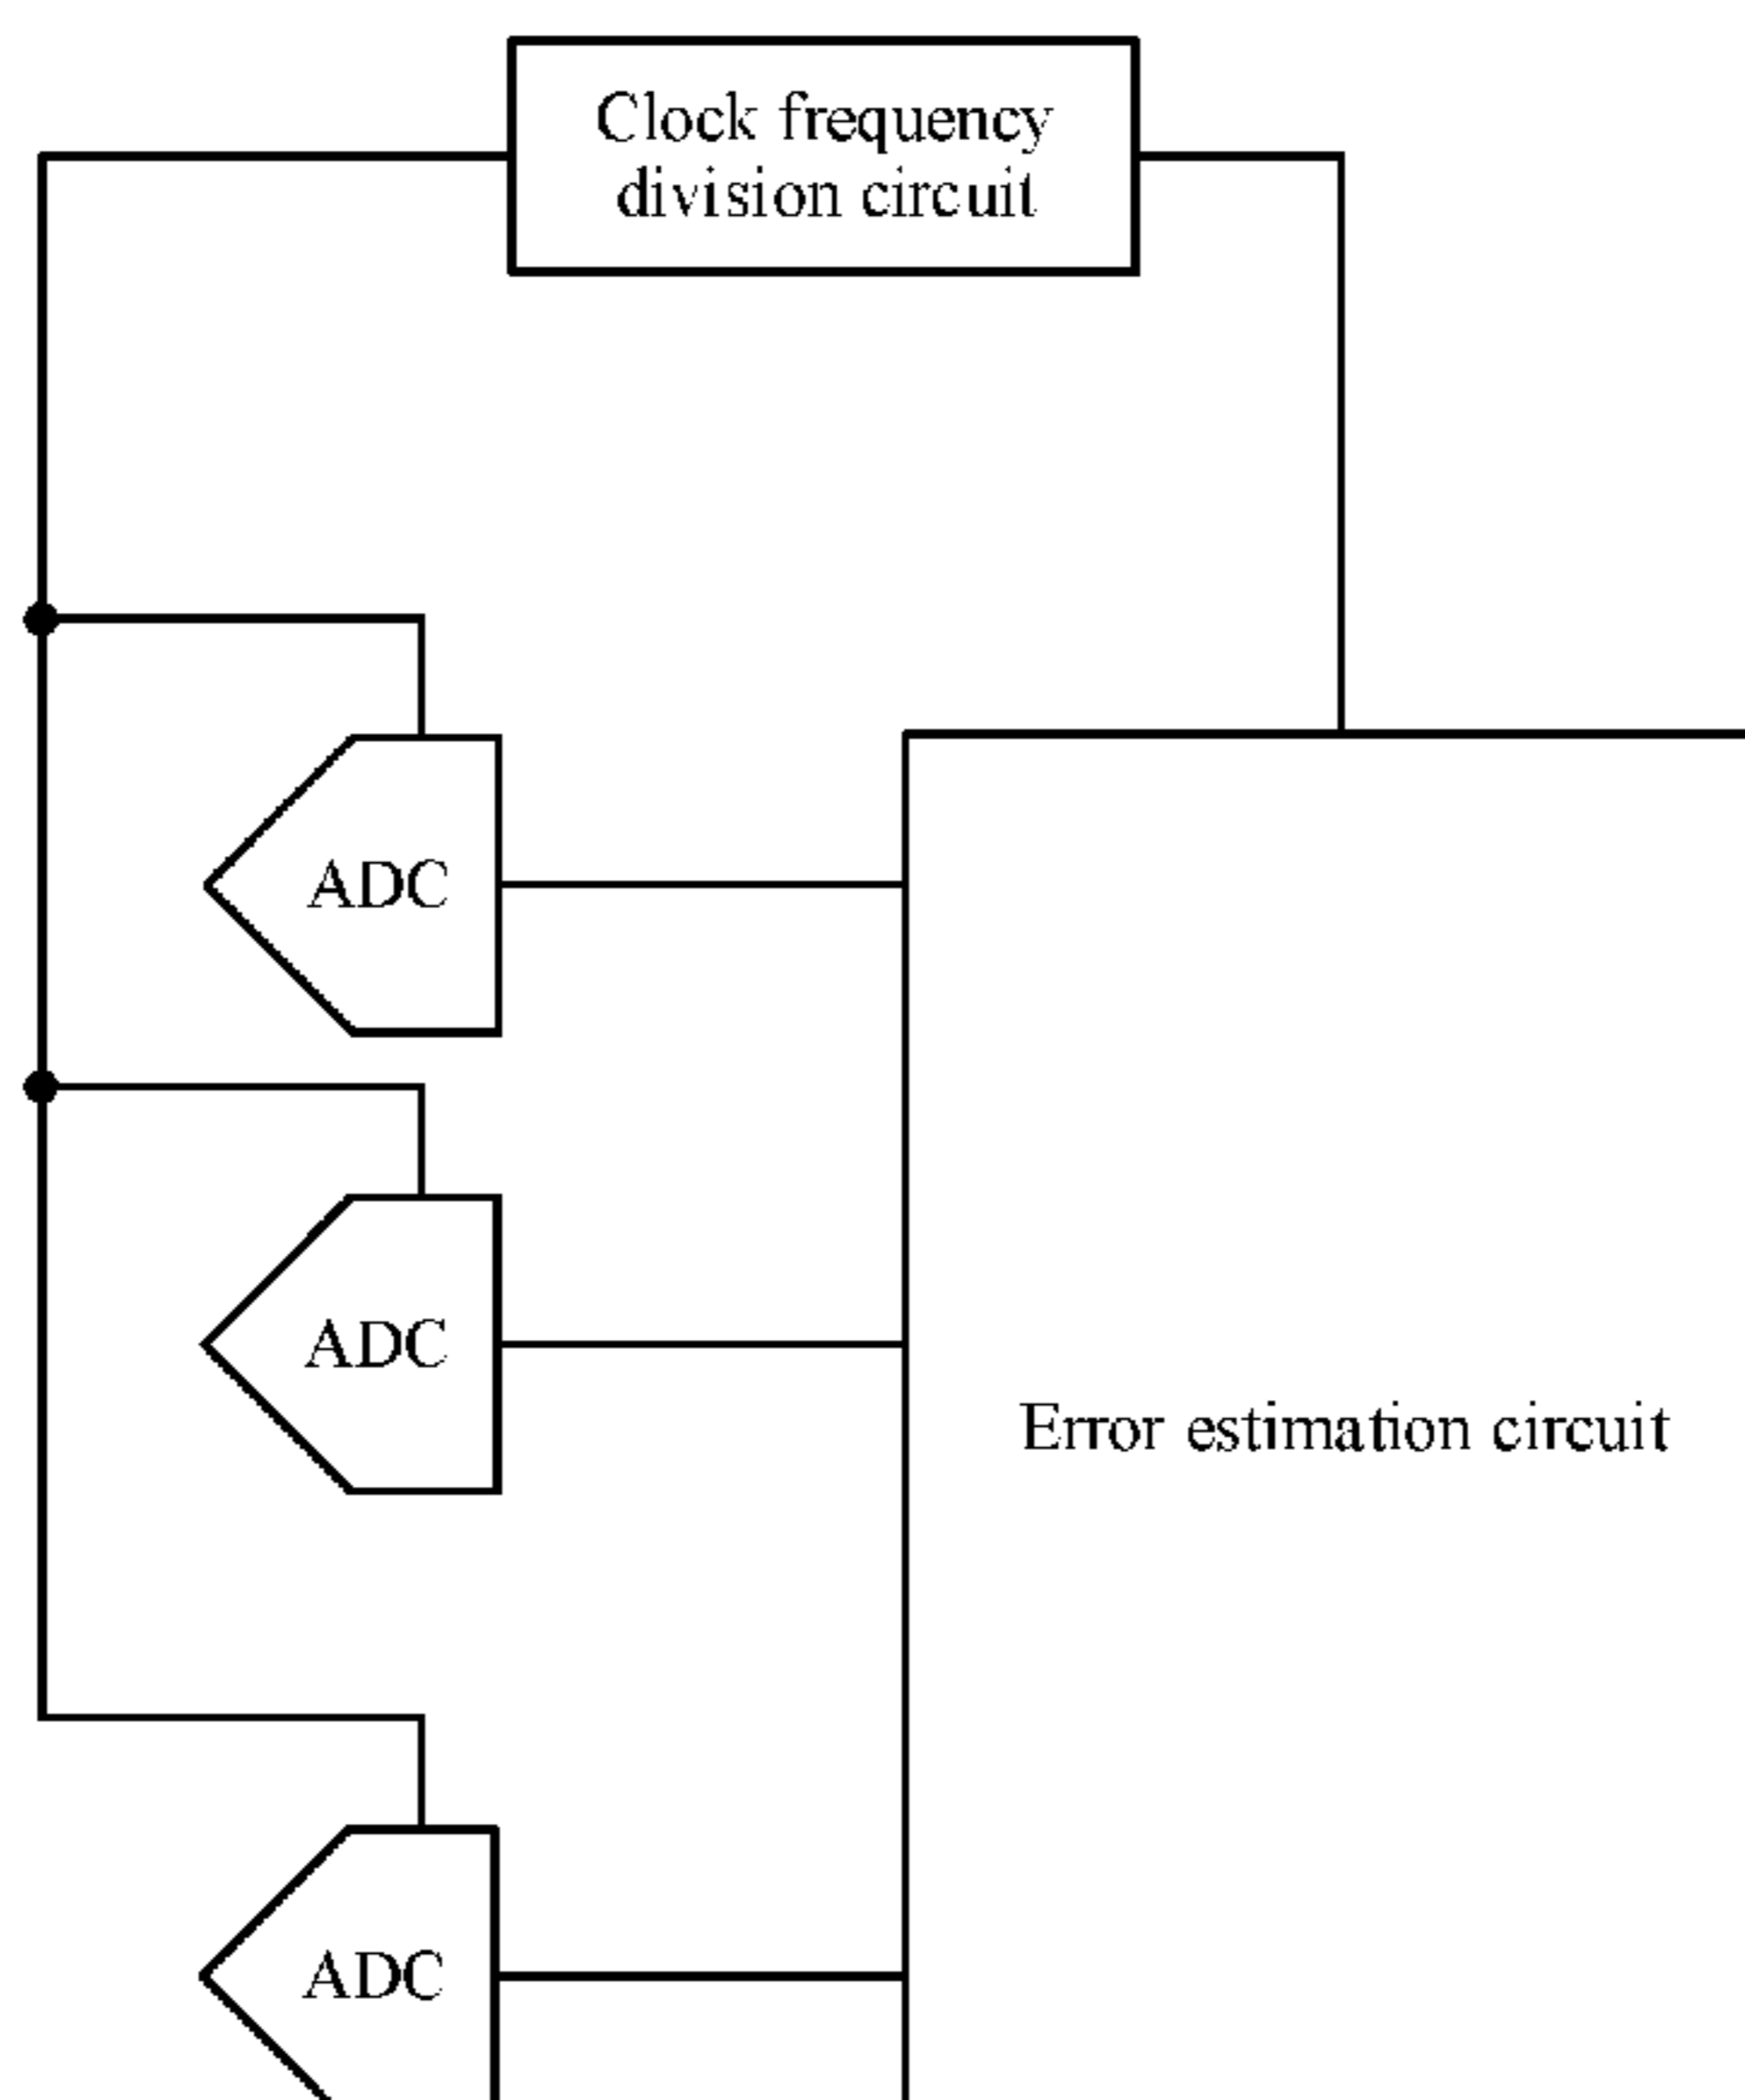 Clock frequency
division circuit
ADC
ADC
Error estimation circuit
ADC